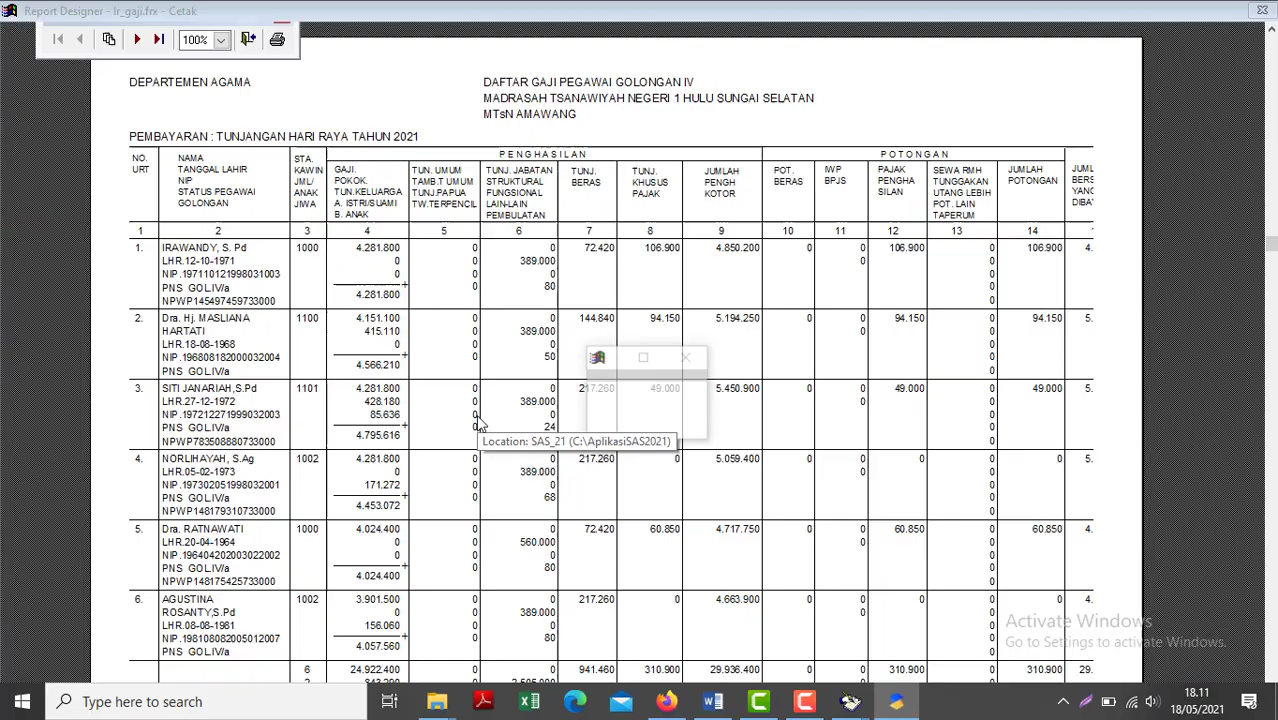 Report Designer - lr_gaji.frx - Cetak
100%
DEPARTEMEN AGAMA
DAFTAR GAJI PEGAWAI GOLONGAN IV
MADRASAH TSANAWIYAH NEGERI 1 HULU SUNGAI SELATAN
MTsN AMAWANG
PEMBAYARAN : TUNJANGAN HARI RAYA TAHUN 2021
NO. URT
NAMA
TANGGAL LAHIR
NIP
STATUS PEGAWAI
GOLONGAN
STA. KAWIN JML/ ANAK JIWA
P E N G H A S I L A N
GAJI. POKOK. TUN.KELUARGA A. ISTRI/SUAMI B. ANAK
TUN. UMUM TAMB.T UMUM TUNJ.PAPUA TW.TERPENCIL
TUNJ. JABATAN STRUKTURAL FUNGSIONAL LAIN-LAIN PEMBULATAN
TUNJ. BERAS
TUNJ. KHUSUS PAJAK
JUMLAH PENGH KOTOR
P O T O N G A N
POT. BERAS
IWP BPJS
PAJAK PENGHA SILAN
SEWA RMH TUNGGAKAN UTANG LEBIH POT. LAIN TAPERUM
JUMLAH POTONGAN
1 2 3 4 5 6 7 8 9 10 11 12 13 14
1. IRAWANDY, S. Pd 1000 4.281.800 0 0 72.420 106.900 4.850.200 0 0 106.900 0 106.900 4.
LHR.12-10-1971 0 0 389.000 0 0
NIP.197110121998031003 0 0 0 0
PNS GOL.IV/a + 0 80 0
NPWP145497459733000 4.281.800 0
2. Dra. Hj. MASLIANA 1100 4.151.100 0 0 144.840 94.150 5.194.250 0 0 94.150 0 94.150 5.
HARTATI 415.110 0 389.000 0 0
LHR.18-08-1968 0 0 0 0
NIP.196808182000032004 + 0 50 0
PNS GOL.IV/a 4.566.210 0
3. SITI JANARIAH,S.Pd 1101 4.281.800 0 0 217.260 49.000 5.450.900 0 0 49.000 0 49.000 5.
LHR.27-12-1972 428.180 0 389.000 0 0
NIP.197212271999032003 85.636 0 0 0
PNS GOL.IV/a + 0 24 0
NPWP783508880733000 4.795.616 0
Location: SAS_21 (C:\AplikasiSAS2021)
4. NORLIHAYAH, S.Ag 1002 4.281.800 0 0 217.260 0 5.059.400 0 0 0 0 0 5.
LHR.05-02-1973 0 0 389.000 0 0
NIP.197302051998032001 171.272 0 0 0
PNS GOL.IV/a + 0 68 0
NPWP148179310733000 4.453.072 0
5. Dra. RATNAWATI 1000 4.024.400 0 0 72.420 60.850 4.717.750 0 0 60.850 0 60.850 4.
LHR.20-04-1964 0 0 560.000 0 0
NIP.196404202003022002 0 0 0 0
PNS GOL.IV/a + 0 80 0
NPWP148175425733000 4.024.400 0
6. AGUSTINA 1002 3.901.500 0 0 217.260 0 4.663.900 0 0 0 0 0 4.
ROSANTY,S.Pd 0 0 389.000 0 0
LHR.08-08-1981 156.060 0 0 0
NIP.198108082005012007 + 0 80 0
PNS GOL.IV/a 4.057.560 0
6 24.922.400 0 0 941.460 310.900 29.936.400 0 0 310.900 0 310.900 29.
Activate Windows
Go to Settings to activate Windows.
Type here to search
18.11
18/05/2021